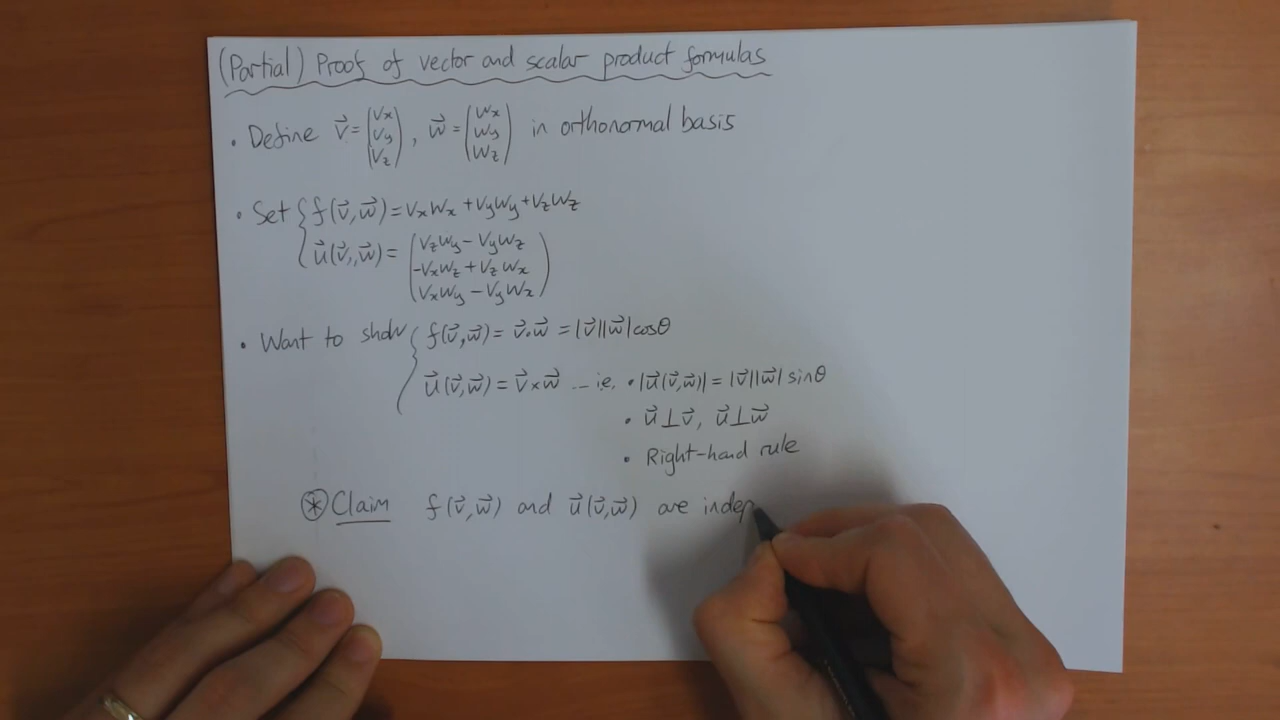 (Partial) Proof of vector and scalar product formulas
• Define v⃗ = (vx vy vz), w⃗ = (wx wy wz) in orthonormal basis
• Set { f(v⃗,w⃗) = vxwx + vywy + vzwz
u⃗(v⃗,w⃗) = (vzwy − vywz
−vxwz + vzwx
vxwy − vywx)
• Want to show { f(v⃗,w⃗) = v⃗·w⃗ = |v⃗||w⃗|cosθ
u⃗(v⃗,w⃗) = v⃗×w⃗ ... i.e. • |u⃗(v⃗,w⃗)| = |v⃗||w⃗| sinθ
• u⃗⊥v⃗, u⃗⊥w⃗
• Right-hand rule
⊛ Claim f(v⃗,w⃗) and u⃗(v⃗,w⃗) are indep